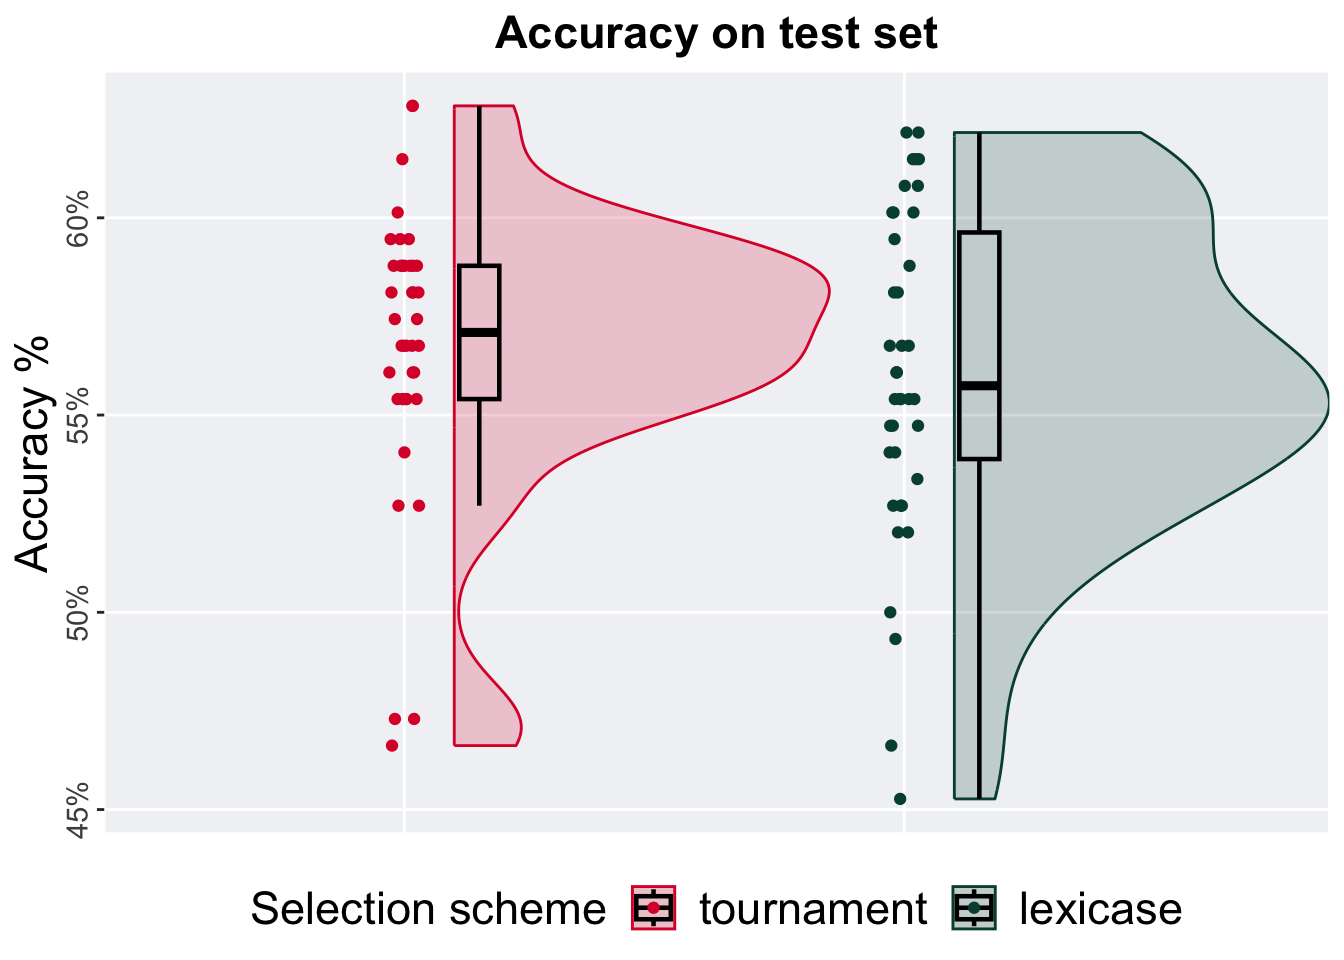 Accuracy on test set
Accuracy %
60%
55%
50%
45%
Selection scheme tournament lexicase